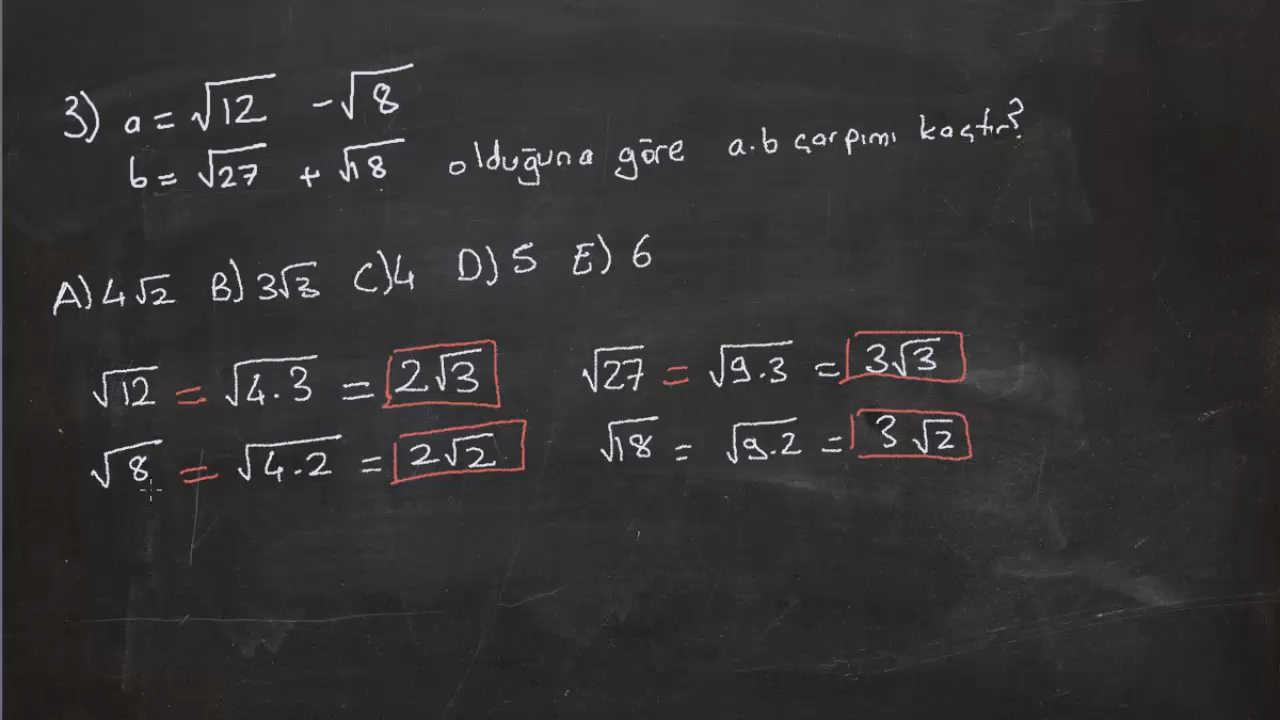 3) a = √12 - √8
b = √27 + √18 olduğuna göre a.b çarpımı kaçtır?
A) 4√2 B) 3√3 C) 4 D) 5 E) 6
√12 = √4.3 = 2√3 √27 = √9.3 = 3√3
√8 = √4.2 = 2√2 √18 = √9.2 = 3√2